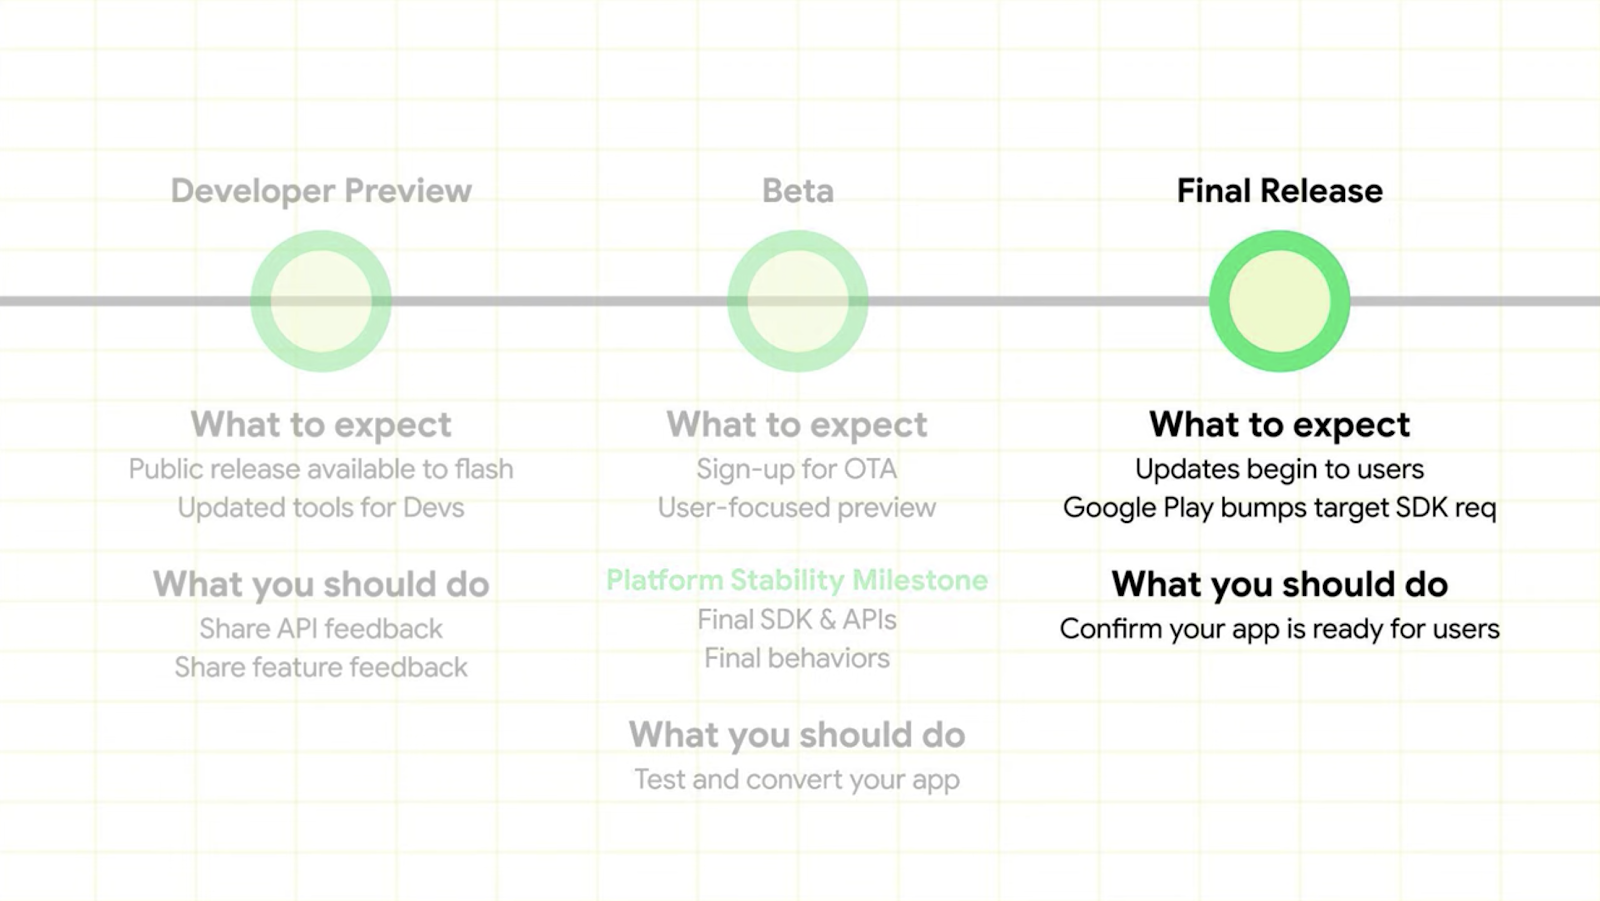 Developer Preview
What to expect
Public release available to flash
Updated tools for Devs
What you should do
Share API feedback
Share feature feedback
Beta
What to expect
Sign-up for OTA
User-focused preview
Platform Stability Milestone
Final SDK & APIs
Final behaviors
What you should do
Test and convert your app
Final Release
What to expect
Updates begin to users
Google Play bumps target SDK req
What you should do
Confirm your app is ready for users